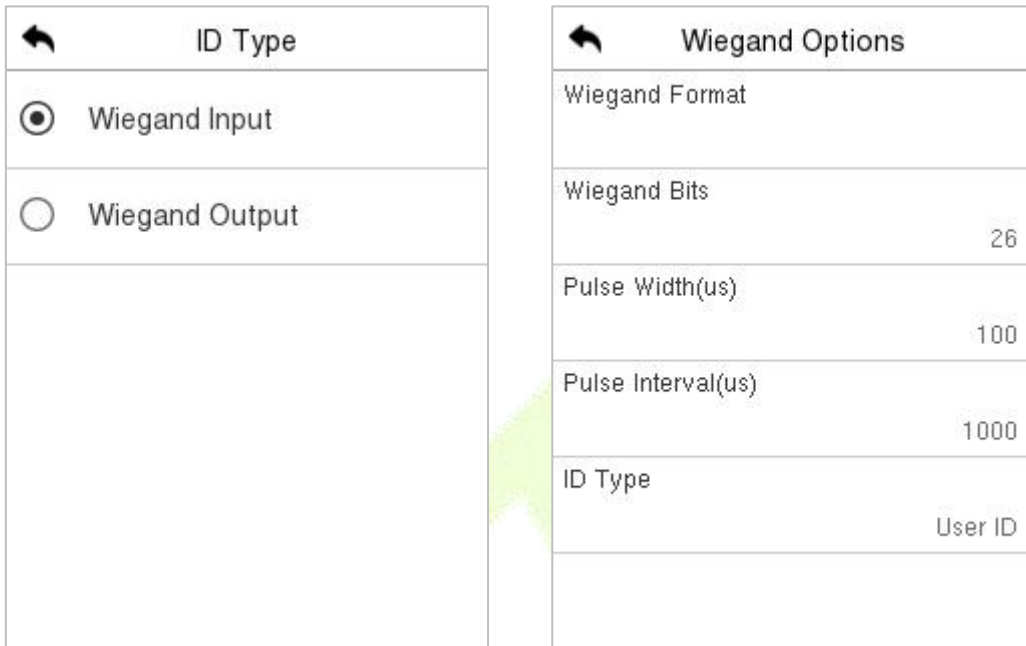 ID Type
Wiegand Input
Wiegand Output
Wiegand Options
Wiegand Format
Wiegand Bits
26
Pulse Width(us)
100
Pulse Interval(us)
1000
ID Type
User ID